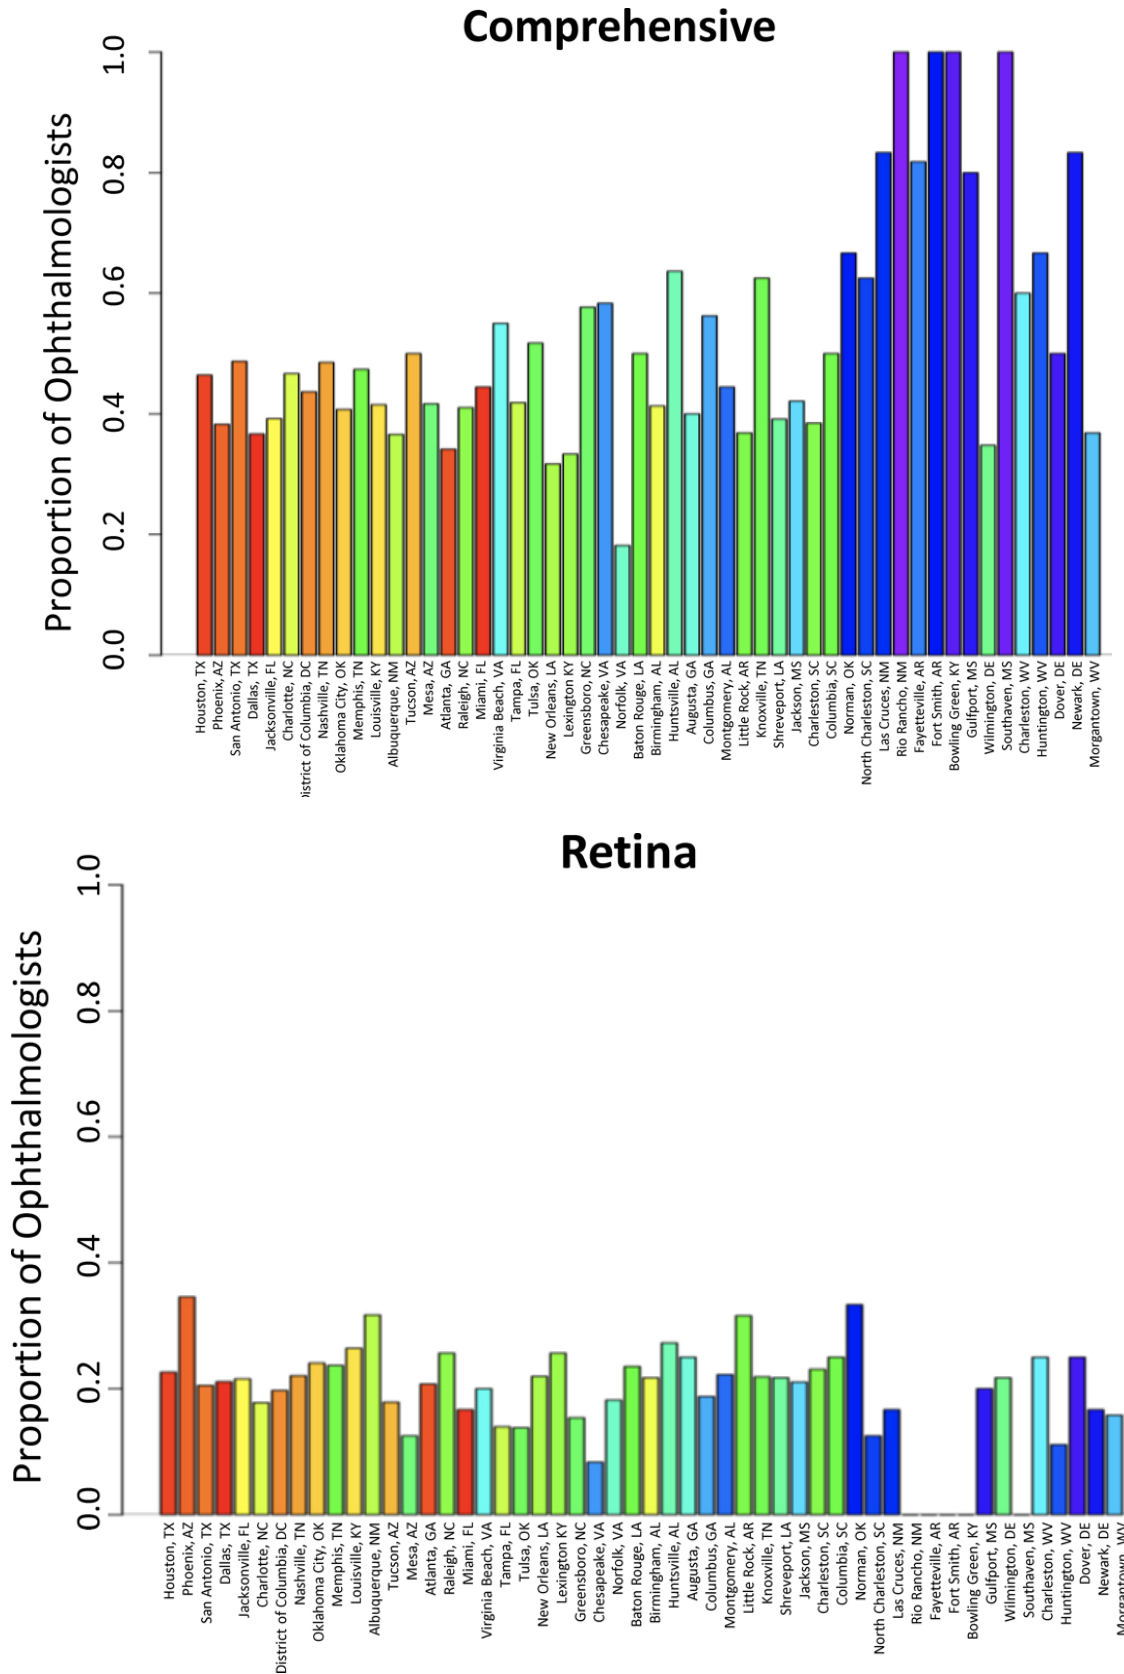 Comprehensive
Proportion of Ophthalmologists
1.0
0.8
0.6
0.4
0.2
0.0
Houston, TX
Phoenix, AZ
San Antonio, TX
Dallas, TX
Jacksonville, FL
Charlotte, NC
District of Columbia, DC
Nashville, TN
Oklahoma City, OK
Memphis, TN
Louisville, KY
Albuquerque, NM
Tucson, AZ
Mesa, AZ
Atlanta, GA
Raleigh, NC
Miami, FL
Virginia Beach, VA
Tampa, FL
Tulsa, OK
New Orleans, LA
Lexington KY
Greensboro, NC
Chesapeake, VA
Norfolk, VA
Baton Rouge, LA
Birmingham, AL
Huntsville, AL
Augusta, GA
Columbus, GA
Montgomery, AL
Little Rock, AR
Knoxville, TN
Shreveport, LA
Jackson, MS
Charleston, SC
Columbia, SC
Norman, OK
North Charleston, SC
Las Cruces, NM
Rio Rancho, NM
Fayetteville, AR
Fort Smith, AR
Bowling Green, KY
Gulfport, MS
Wilmington, DE
Southaven, MS
Charleston, WV
Huntington, WV
Dover, DE
Newark, DE
Morgantown, WV
Retina
Proportion of Ophthalmologists
1.0
0.8
0.6
0.4
0.2
0.0
Houston, TX
Phoenix, AZ
San Antonio, TX
Dallas, TX
Jacksonville, FL
Charlotte, NC
District of Columbia, DC
Nashville, TN
Oklahoma City, OK
Memphis, TN
Louisville, KY
Albuquerque, NM
Tucson, AZ
Mesa, AZ
Atlanta, GA
Raleigh, NC
Miami, FL
Virginia Beach, VA
Tampa, FL
Tulsa, OK
New Orleans, LA
Lexington KY
Greensboro, NC
Chesapeake, VA
Norfolk, VA
Baton Rouge, LA
Birmingham, AL
Huntsville, AL
Augusta, GA
Columbus, GA
Montgomery, AL
Little Rock, AR
Knoxville, TN
Shreveport, LA
Jackson, MS
Charleston, SC
Columbia, SC
Norman, OK
North Charleston, SC
Las Cruces, NM
Rio Rancho, NM
Fayetteville, AR
Fort Smith, AR
Bowling Green, KY
Gulfport, MS
Wilmington, DE
Southaven, MS
Charleston, WV
Huntington, WV
Dover, DE
Newark, DE
Morgantown, WV